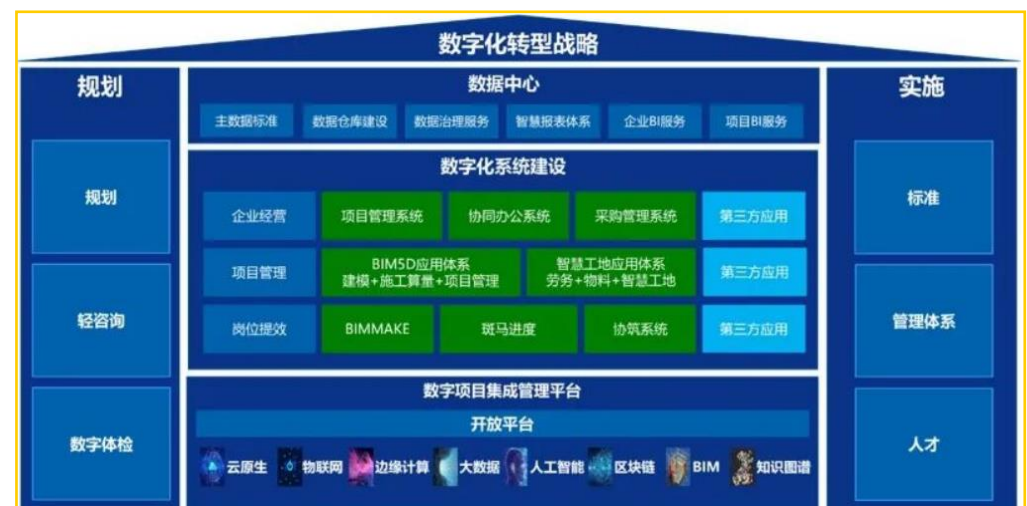 数字化转型战略
规划
规划
轻咨询
数字体检
数据中心
主数据标准 数据仓库建设 数据治理服务 智慧报表体系 企业BI服务 项目BI服务
数字化系统建设
企业经营 项目管理系统 协同办公系统 采购管理系统 第三方应用
项目管理
BIM5D应用体系
建模+施工算量+项目管理
智慧工地应用体系
劳务+物料+智慧工地
第三方应用
岗位提效 BIMMAKE 斑马进度 协筑系统 第三方应用
数字项目集成管理平台
开放平台
云原生 物联网 边缘计算 大数据 人工智能 区块链 BIM 知识图谱
实施
标准
管理体系
人才